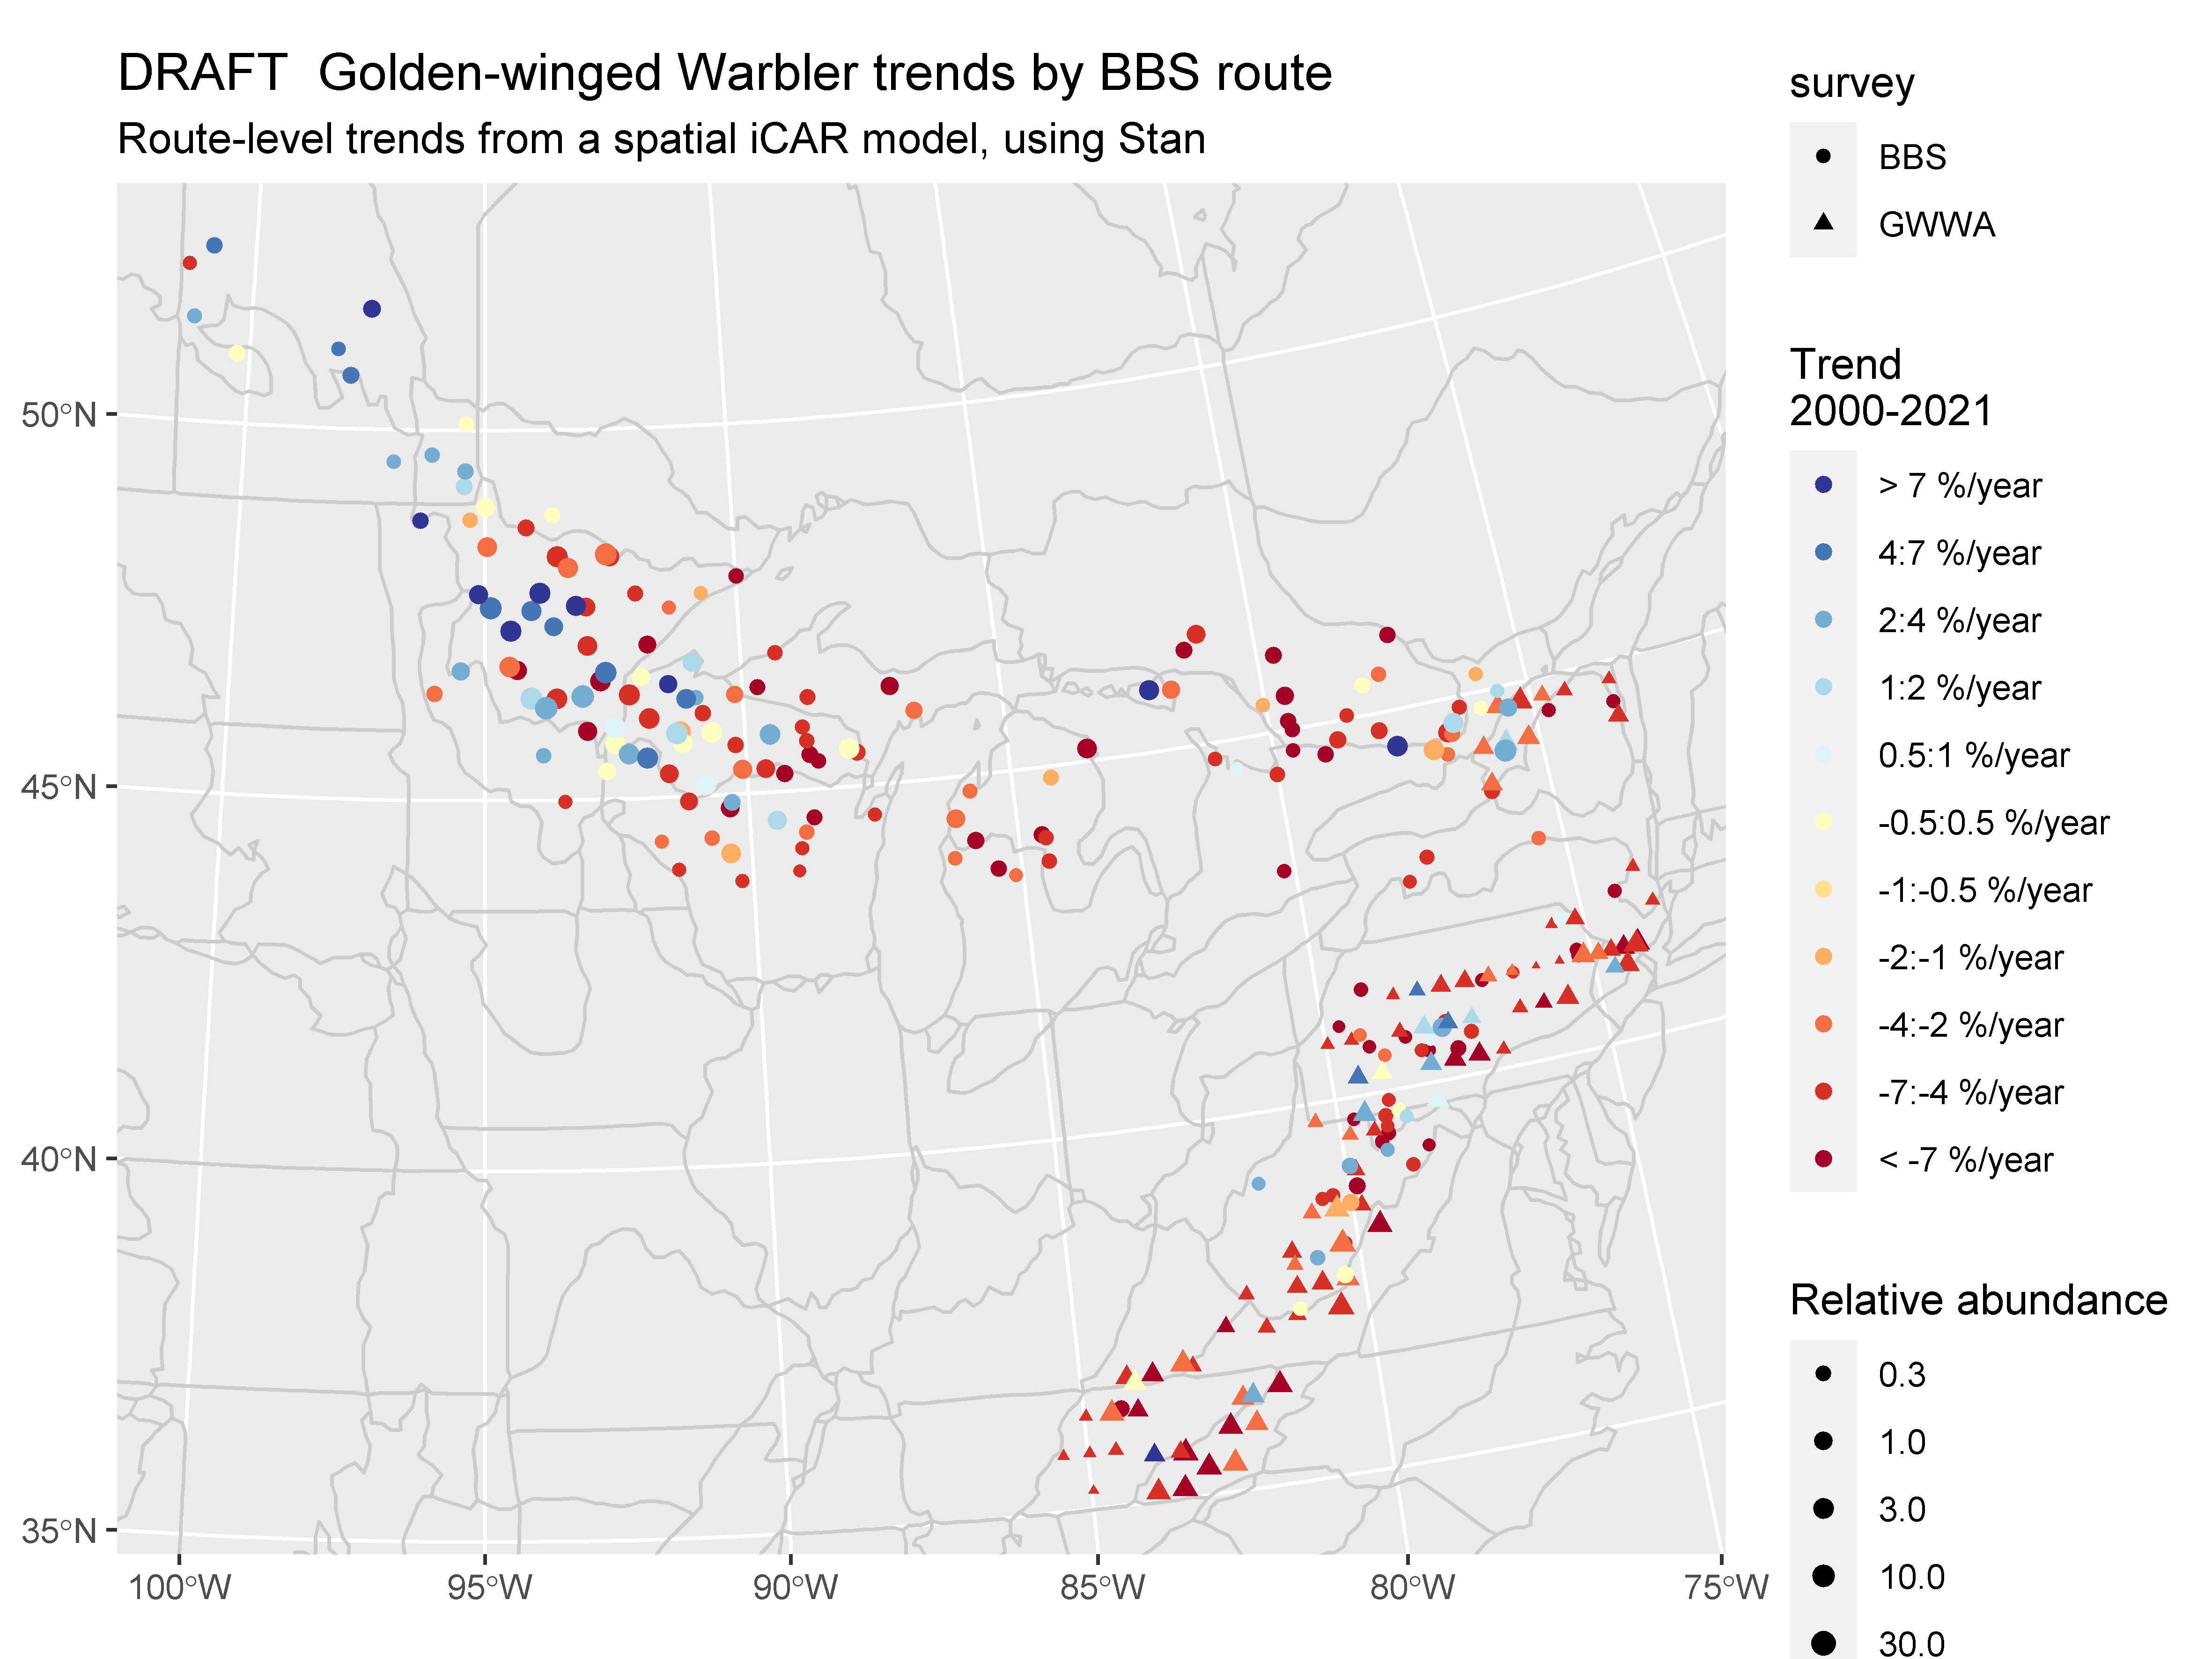 DRAFT  Golden-winged Warbler trends by BBS route
Route-level trends from a spatial iCAR model, using Stan
50°N
45°N
40°N
35°N
100°W
95°W
90°W
85°W
80°W
75°W
survey
BBS
GWWA
Trend
2000-2021
> 7 %/year
4:7 %/year
2:4 %/year
1:2 %/year
0.5:1 %/year
-0.5:0.5 %/year
-1:-0.5 %/year
-2:-1 %/year
-4:-2 %/year
-7:-4 %/year
< -7 %/year
Relative abundance
0.3
1.0
3.0
10.0
30.0